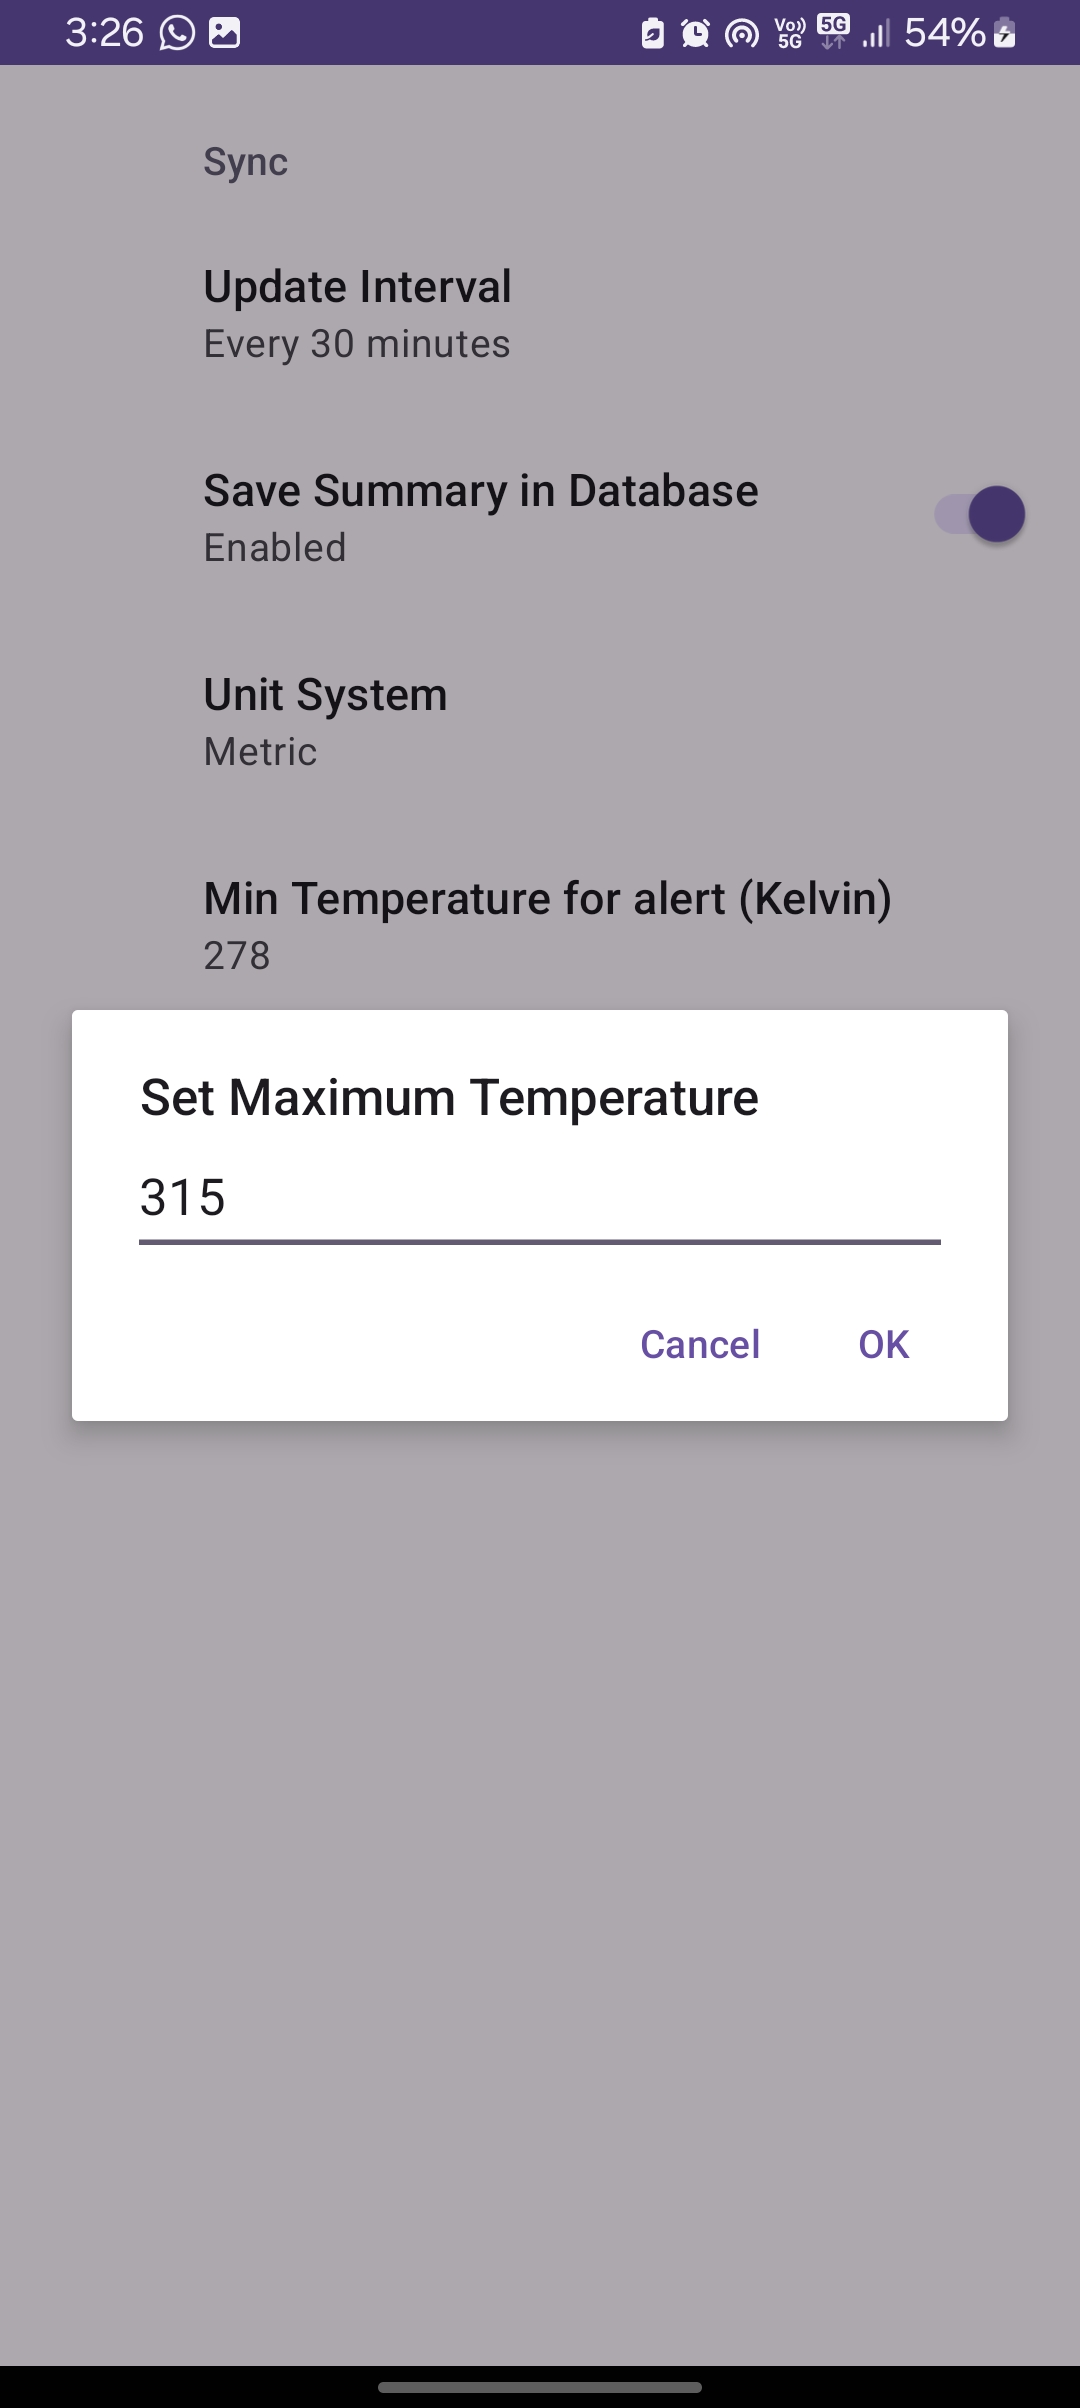 3:26 Vo)) 5G 5G 54%
Sync
Update Interval
Every 30 minutes
Save Summary in Database
Enabled
Unit System
Metric
Min Temperature for alert (Kelvin)
278
Set Maximum Temperature
315
Cancel OK